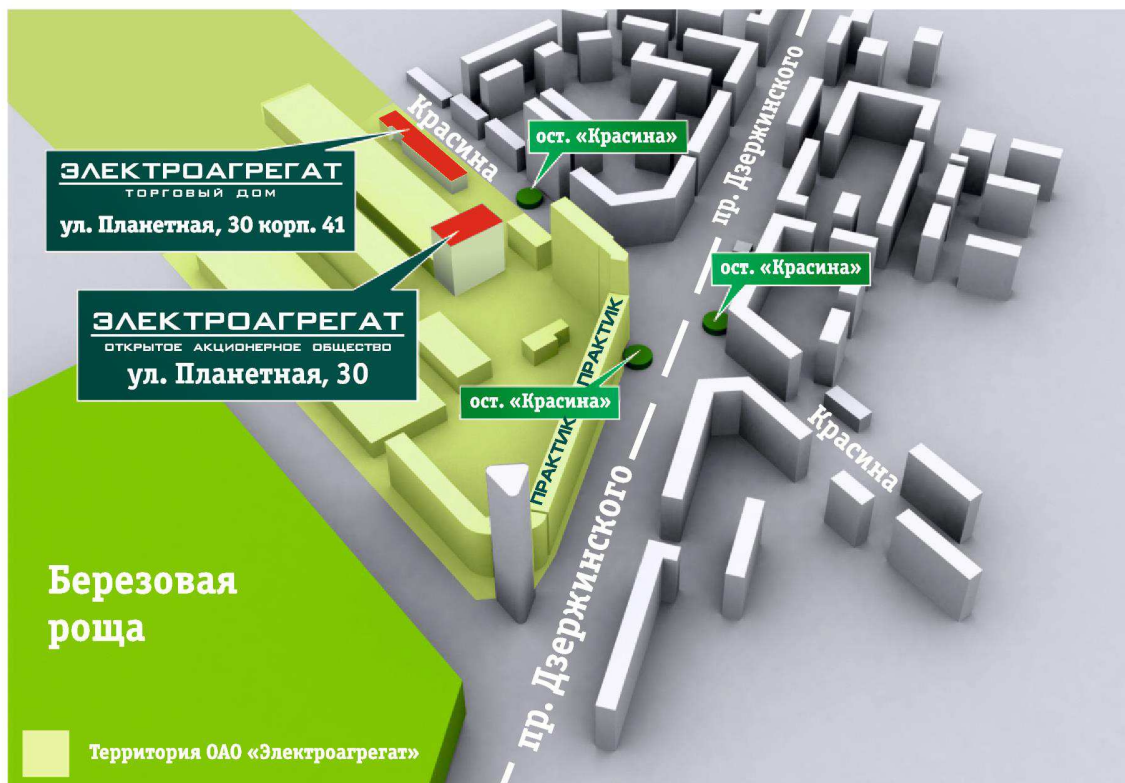 пр. Дзержинского
Красина
ост. «Красина»
ЭЛЕКТРОАГРЕГАТ
ТОРГОВЫЙ ДОМ
ул. Планетная, 30 корп. 41
ост. «Красина»
ЭЛЕКТРОАГРЕГАТ
ОТКРЫТОЕ АКЦИОНЕРНОЕ ОБЩЕСТВО
ул. Планетная, 30
ПРАКТИК
ост. «Красина»
ПРАКТИК
Красина
пр. Дзержинского
Березовая
роща
Территория ОАО «Электроагрегат»